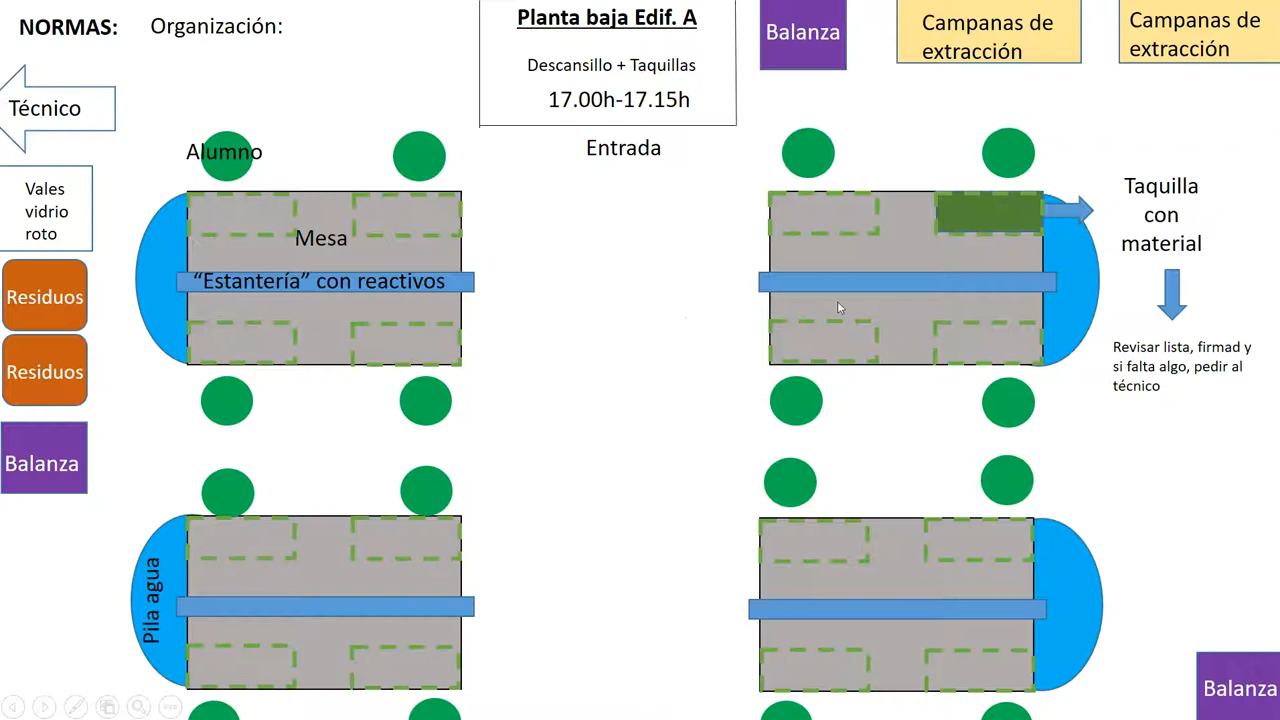 NORMAS:
Organización:
Planta baja Edif. A
Descansillo + Taquillas
17.00h-17.15h
Balanza
Campanas de
extracción
Campanas de
extracción
Técnico
Entrada
Alumno
Vales
vidrio
roto
Mesa
“Estantería” con reactivos
Taquilla
con
material
Residuos
Residuos
Revisar lista, firmad y
si falta algo, pedir al
técnico
Balanza
Pila agua
Balanza